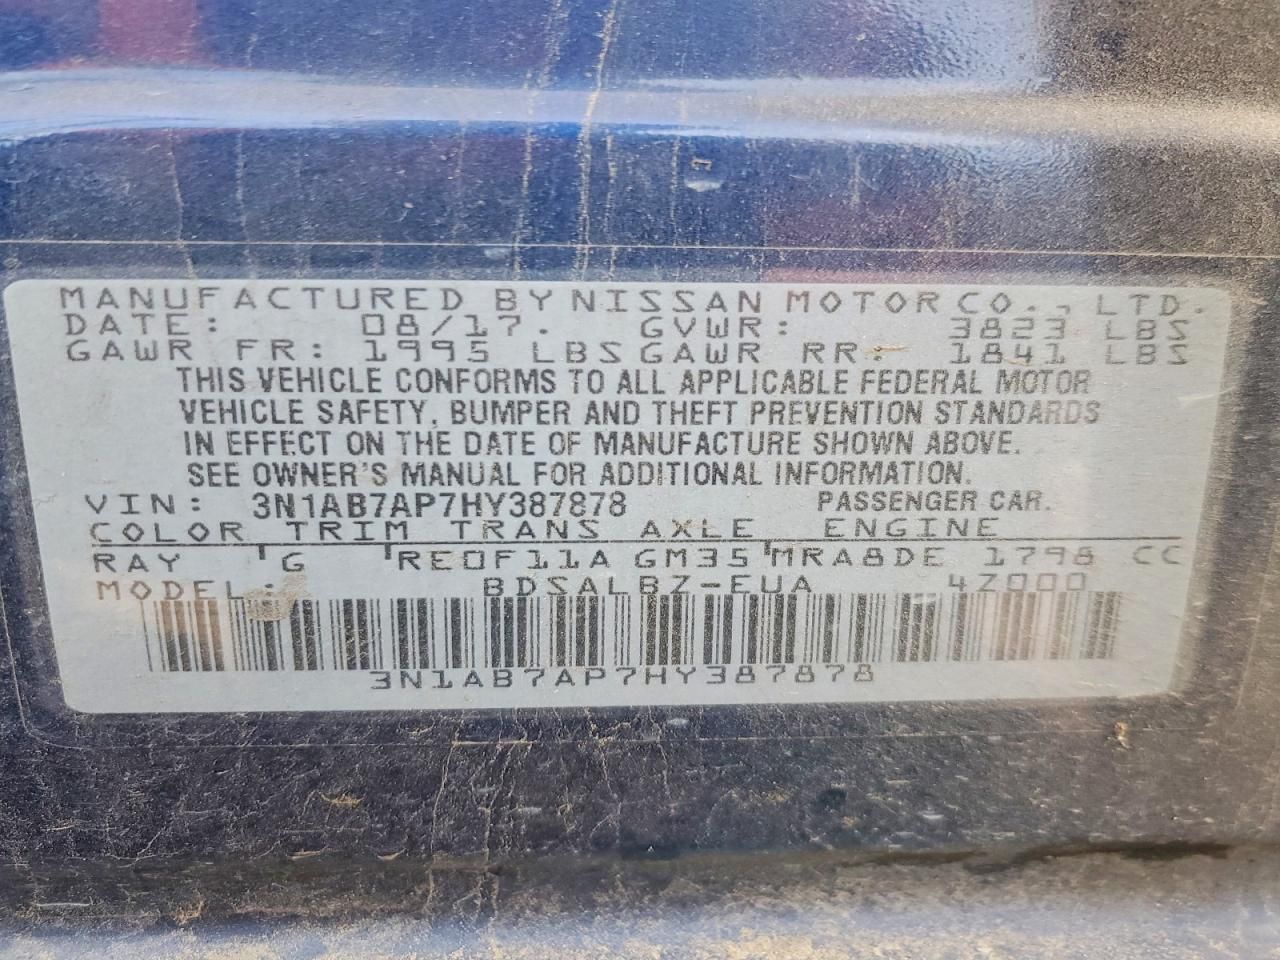 MANUFACTURED BY NISSAN MOTOR CO., LTD.
DATE: 08/17. GVWR: 3823 LBS
GAWR FR: 1995 LBS GAWR RR: 1841 LBS
THIS VEHICLE CONFORMS TO ALL APPLICABLE FEDERAL MOTOR
VEHICLE SAFETY, BUMPER AND THEFT PREVENTION STANDARDS
IN EFFECT ON THE DATE OF MANUFACTURE SHOWN ABOVE.
SEE OWNER'S MANUAL FOR ADDITIONAL INFORMATION.
VIN: 3N1AB7AP7HY387878 PASSENGER CAR.
COLOR TRIM TRANS AXLE ENGINE
RAY G RE0F11A GM35 MRA8DE 1798 CC
MODEL: BDSALBZ-EUA 4Z000
3N1AB7AP7HY387878